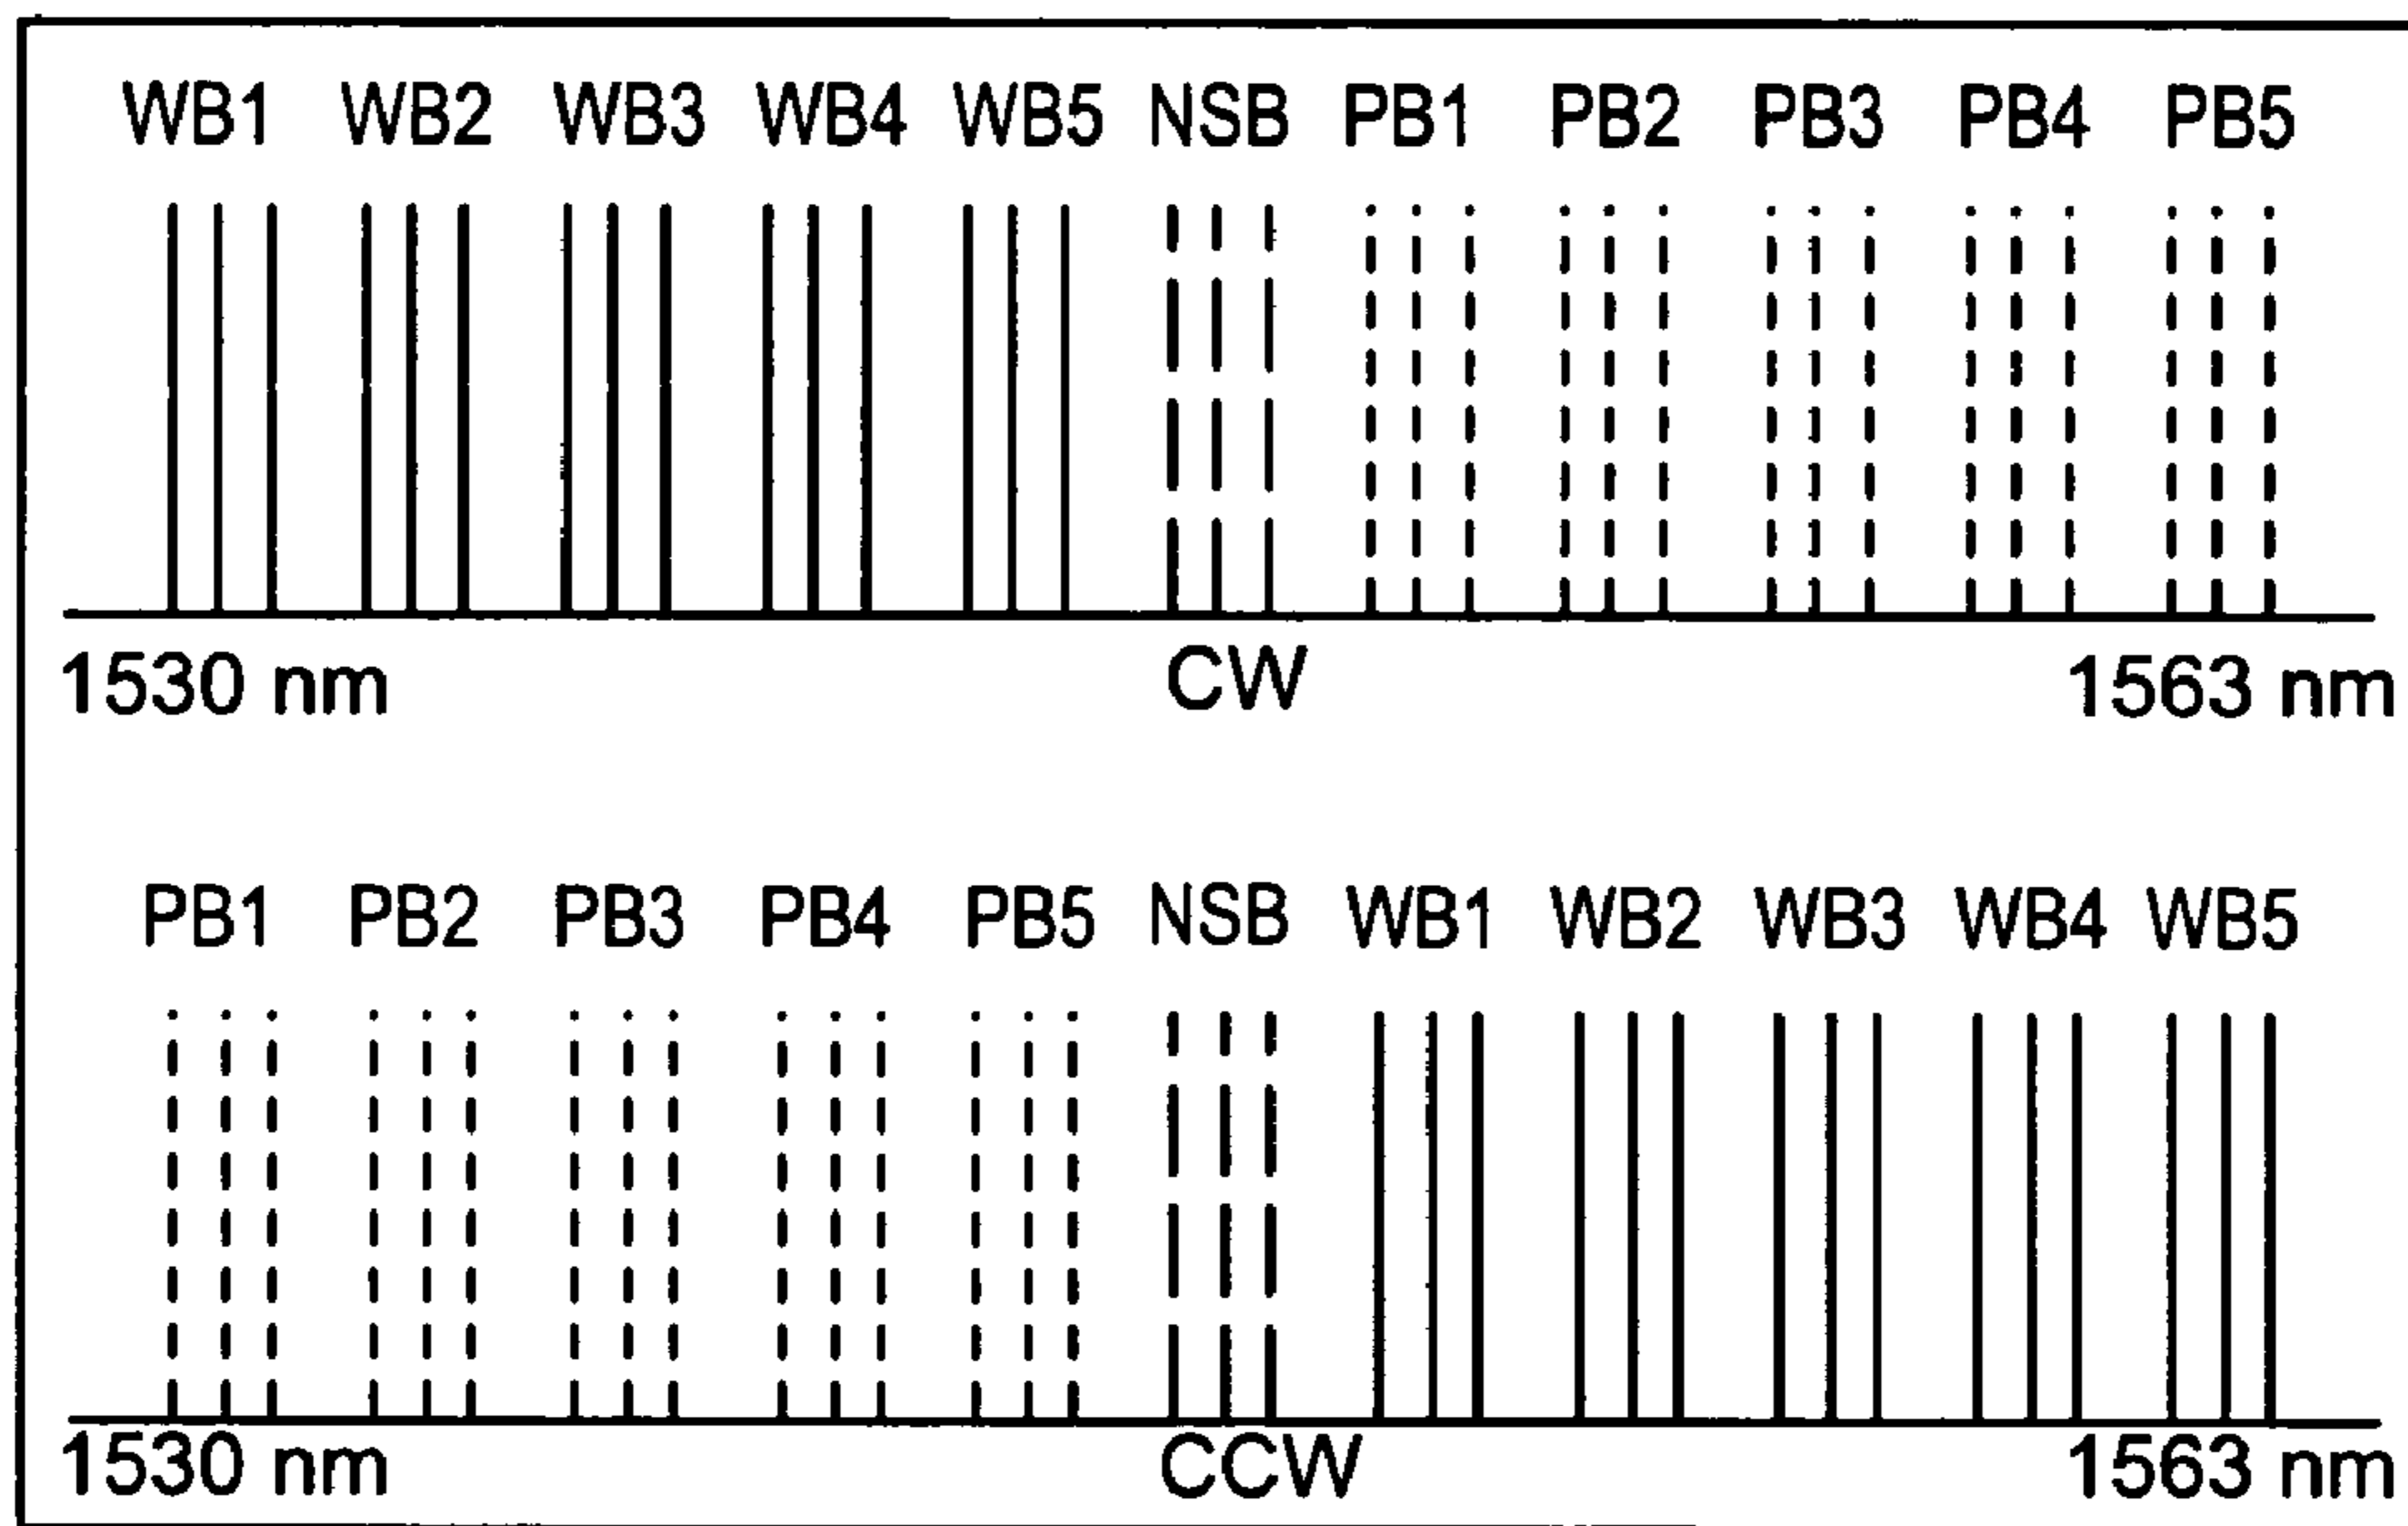 WB1 WB2 WB3 WB4 WB5 NSB PB1 PB2 PB3 PB4 PB5
1530 nm CW 1563 nm
PB1 PB2 PB3 PB4 PB5 NSB WB1 WB2 WB3 WB4 WB5
1530 nm CCW 1563 nm